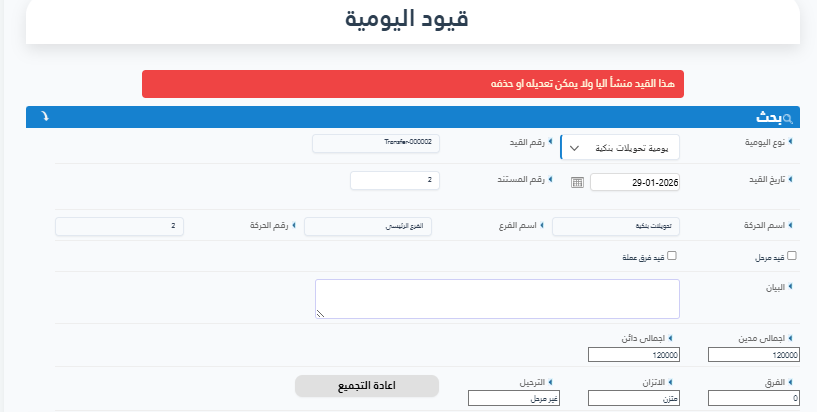 قيود اليومية
هذا القيد منشأ اليا ولا يمكن تعديله او حذفه
بحث
نوع اليومية يومية تحويلات بنكية رقم القيد Transfer-000002
تاريخ القيد 29-01-2026 رقم المستند 2
اسم الحركة تحويلات بنكية اسم الفرع الفرع الرئيسي رقم الحركة 2
قيد مرحل قيد فرق عملة
البيان
اجمالى مدين اجمالى دائن
120000 120000
الفرق الاتزان الترحيل اعادة التجميع
0 متزن غير مرحل